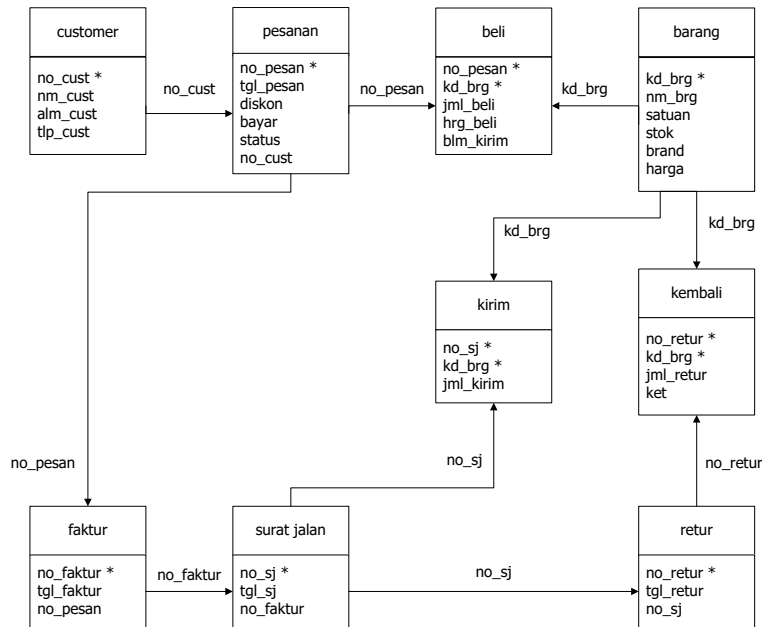 customer
no_cust *
nm_cust
alm_cust
tlp_cust
no_cust
pesanan
no_pesan *
tgl_pesan
diskon
bayar
status
no_cust
no_pesan
beli
no_pesan *
kd_brg *
jml_beli
hrg_beli
blm_kirim
kd_brg
barang
kd_brg *
nm_brg
satuan
stok
brand
harga
kd_brg
kd_brg
kirim
no_sj *
kd_brg *
jml_kirim
kembali
no_retur *
kd_brg *
jml_retur
ket
no_pesan
no_sj
no_retur
faktur
no_faktur *
tgl_faktur
no_pesan
no_faktur
surat jalan
no_sj *
tgl_sj
no_faktur
no_sj
retur
no_retur *
tgl_retur
no_sj